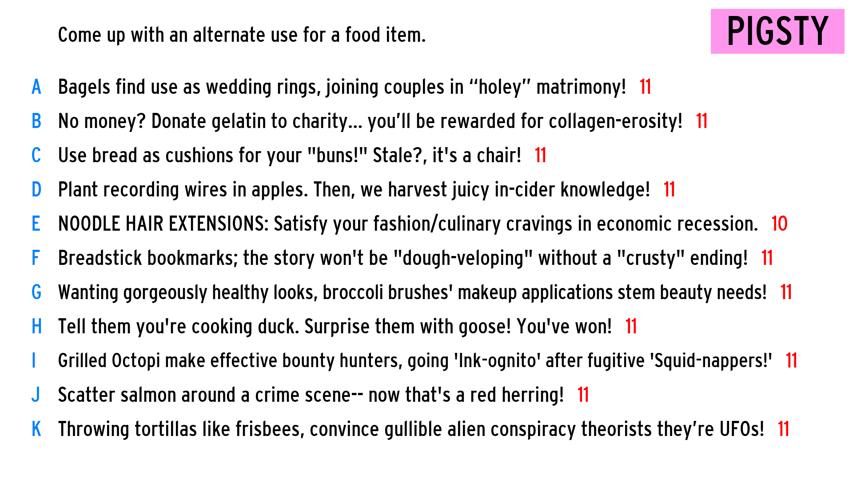 Come up with an alternate use for a food item.
PIGSTY
A Bagels find use as wedding rings, joining couples in “holey” matrimony! 11
B No money? Donate gelatin to charity... you’ll be rewarded for collagen-erosity! 11
C Use bread as cushions for your "buns!" Stale?, it's a chair! 11
D Plant recording wires in apples. Then, we harvest juicy in-cider knowledge! 11
E NOODLE HAIR EXTENSIONS: Satisfy your fashion/culinary cravings in economic recession. 10
F Breadstick bookmarks; the story won't be "dough-veloping" without a "crusty" ending! 11
G Wanting gorgeously healthy looks, broccoli brushes' makeup applications stem beauty needs! 11
H Tell them you're cooking duck. Surprise them with goose! You've won! 11
I Grilled Octopi make effective bounty hunters, going 'Ink-ognito' after fugitive 'Squid-nappers!' 11
J Scatter salmon around a crime scene-- now that's a red herring! 11
K Throwing tortillas like frisbees, convince gullible alien conspiracy theorists they’re UFOs! 11